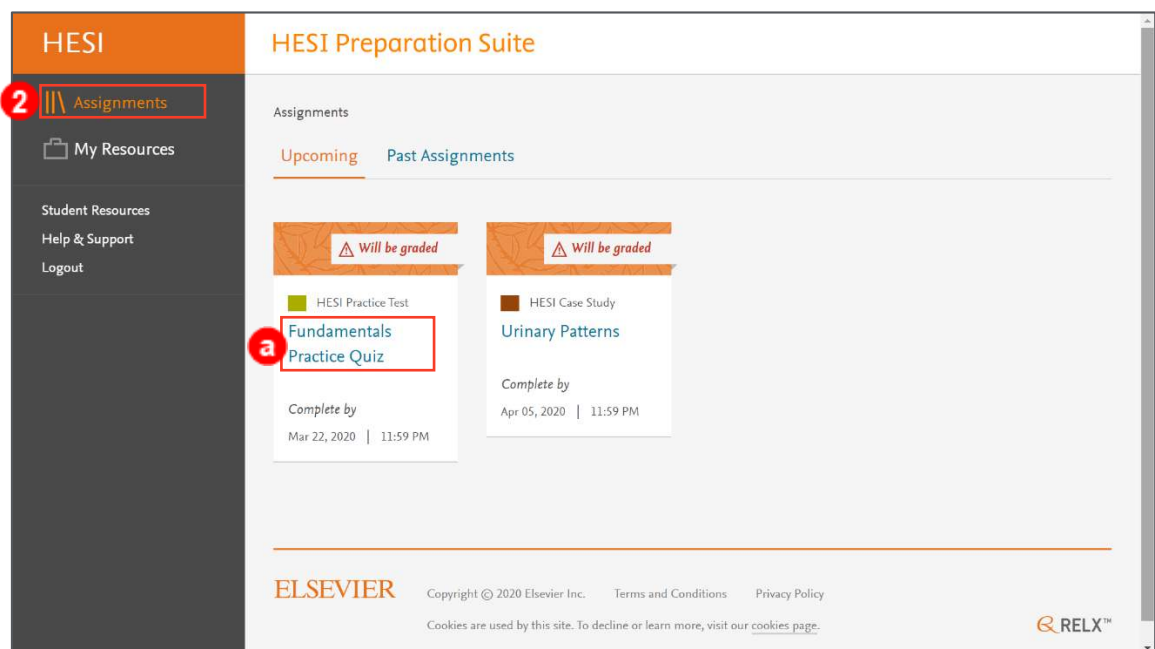 HESI
HESI Preparation Suite
2
Assignments
My Resources
Student Resources
Help & Support
Logout
Assignments
Upcoming Past Assignments
Will be graded
HESI Practice Test
a
Fundamentals
Practice Quiz
Complete by
Mar 22, 2020 | 11:59 PM
Will be graded
HESI Case Study
Urinary Patterns
Complete by
Apr 05, 2020 | 11:59 PM
ELSEVIER
Copyright © 2020 Elsevier Inc. Terms and Conditions Privacy Policy
Cookies are used by this site. To decline or learn more, visit our cookies page.
RELX™